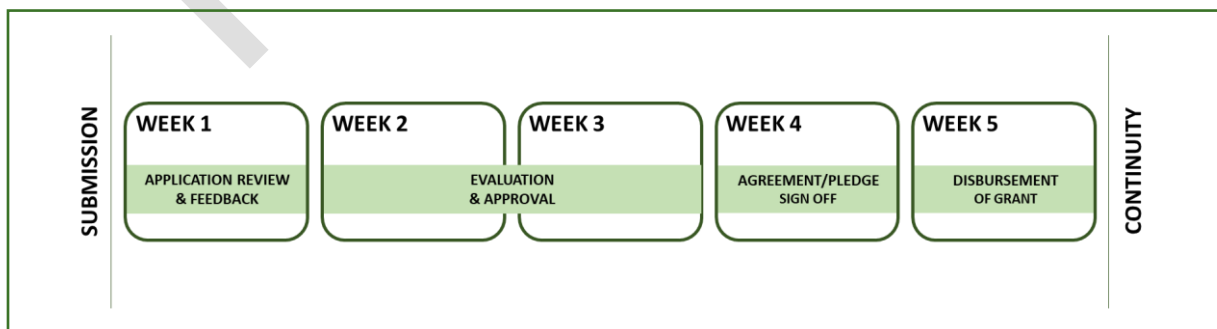 SUBMISSION
WEEK 1
APPLICATION REVIEW
& FEEDBACK
WEEK 2
WEEK 3
EVALUATION
& APPROVAL
WEEK 4
AGREEMENT/PLEDGE
SIGN OFF
WEEK 5
DISBURSEMENT
OF GRANT
CONTINUITY